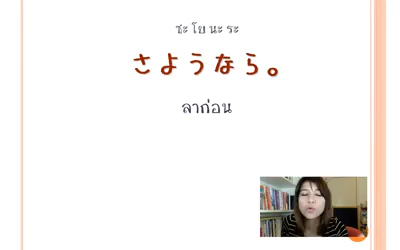 ซะ โย นะ ระ
さようなら。
ลาก่อน